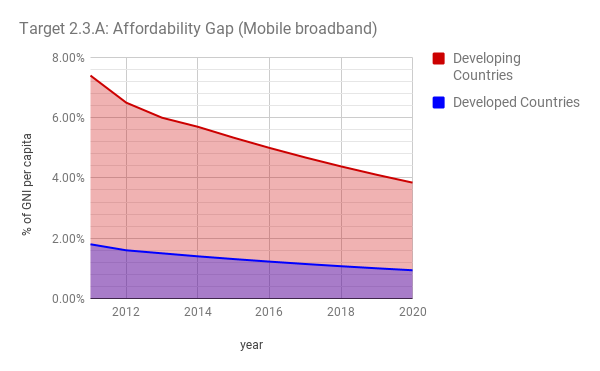 Target 2.3.A: Affordability Gap (Mobile broadband)
8.00%
6.00%
4.00%
2.00%
0.00%
% of GNI per capita
2012 2014 2016 2018 2020
year
Developing
Countries
Developed Countries